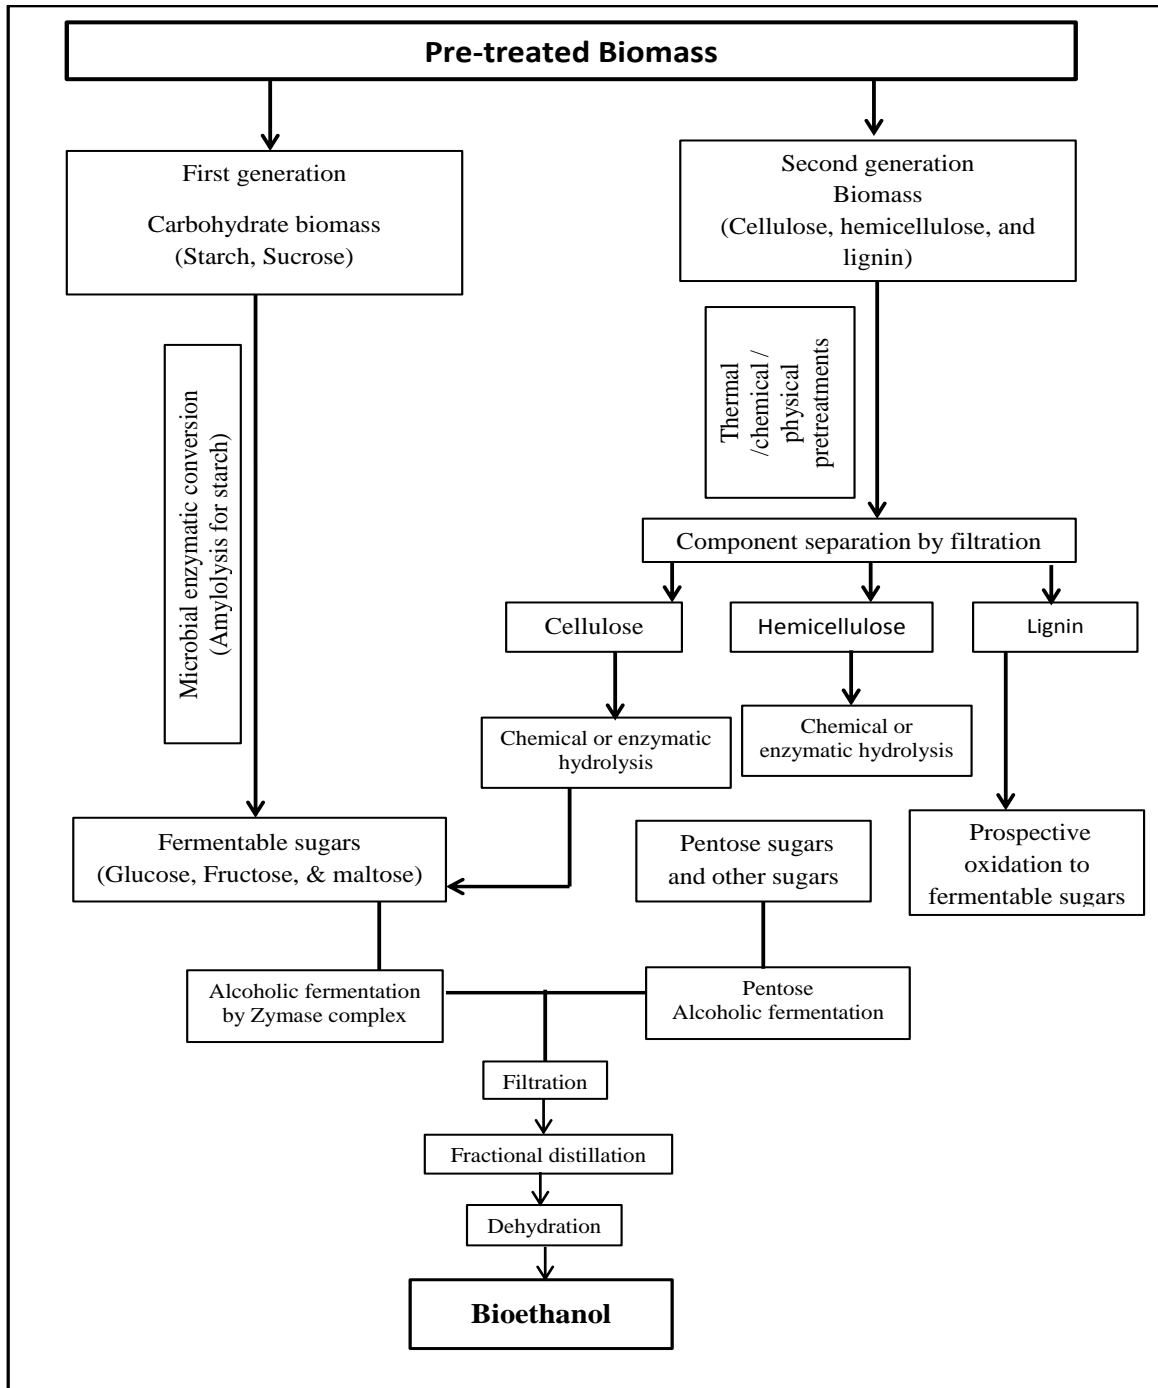 Pre-treated Biomass
First generation
Carbohydrate biomass
(Starch, Sucrose)
Second generation
Biomass
(Cellulose, hemicellulose, and
lignin)
Microbial enzymatic conversion
(Amylolysis for starch)
Thermal
/chemical /
physical
pretreatments
Component separation by filtration
Cellulose
Hemicellulose
Lignin
Chemical or enzymatic
hydrolysis
Chemical or
enzymatic hydrolysis
Fermentable sugars
(Glucose, Fructose, & maltose)
Pentose sugars
and other sugars
Prospective
oxidation to
fermentable sugars
Alcoholic fermentation
by Zymase complex
Pentose
Alcoholic fermentation
Filtration
Fractional distillation
Dehydration
Bioethanol